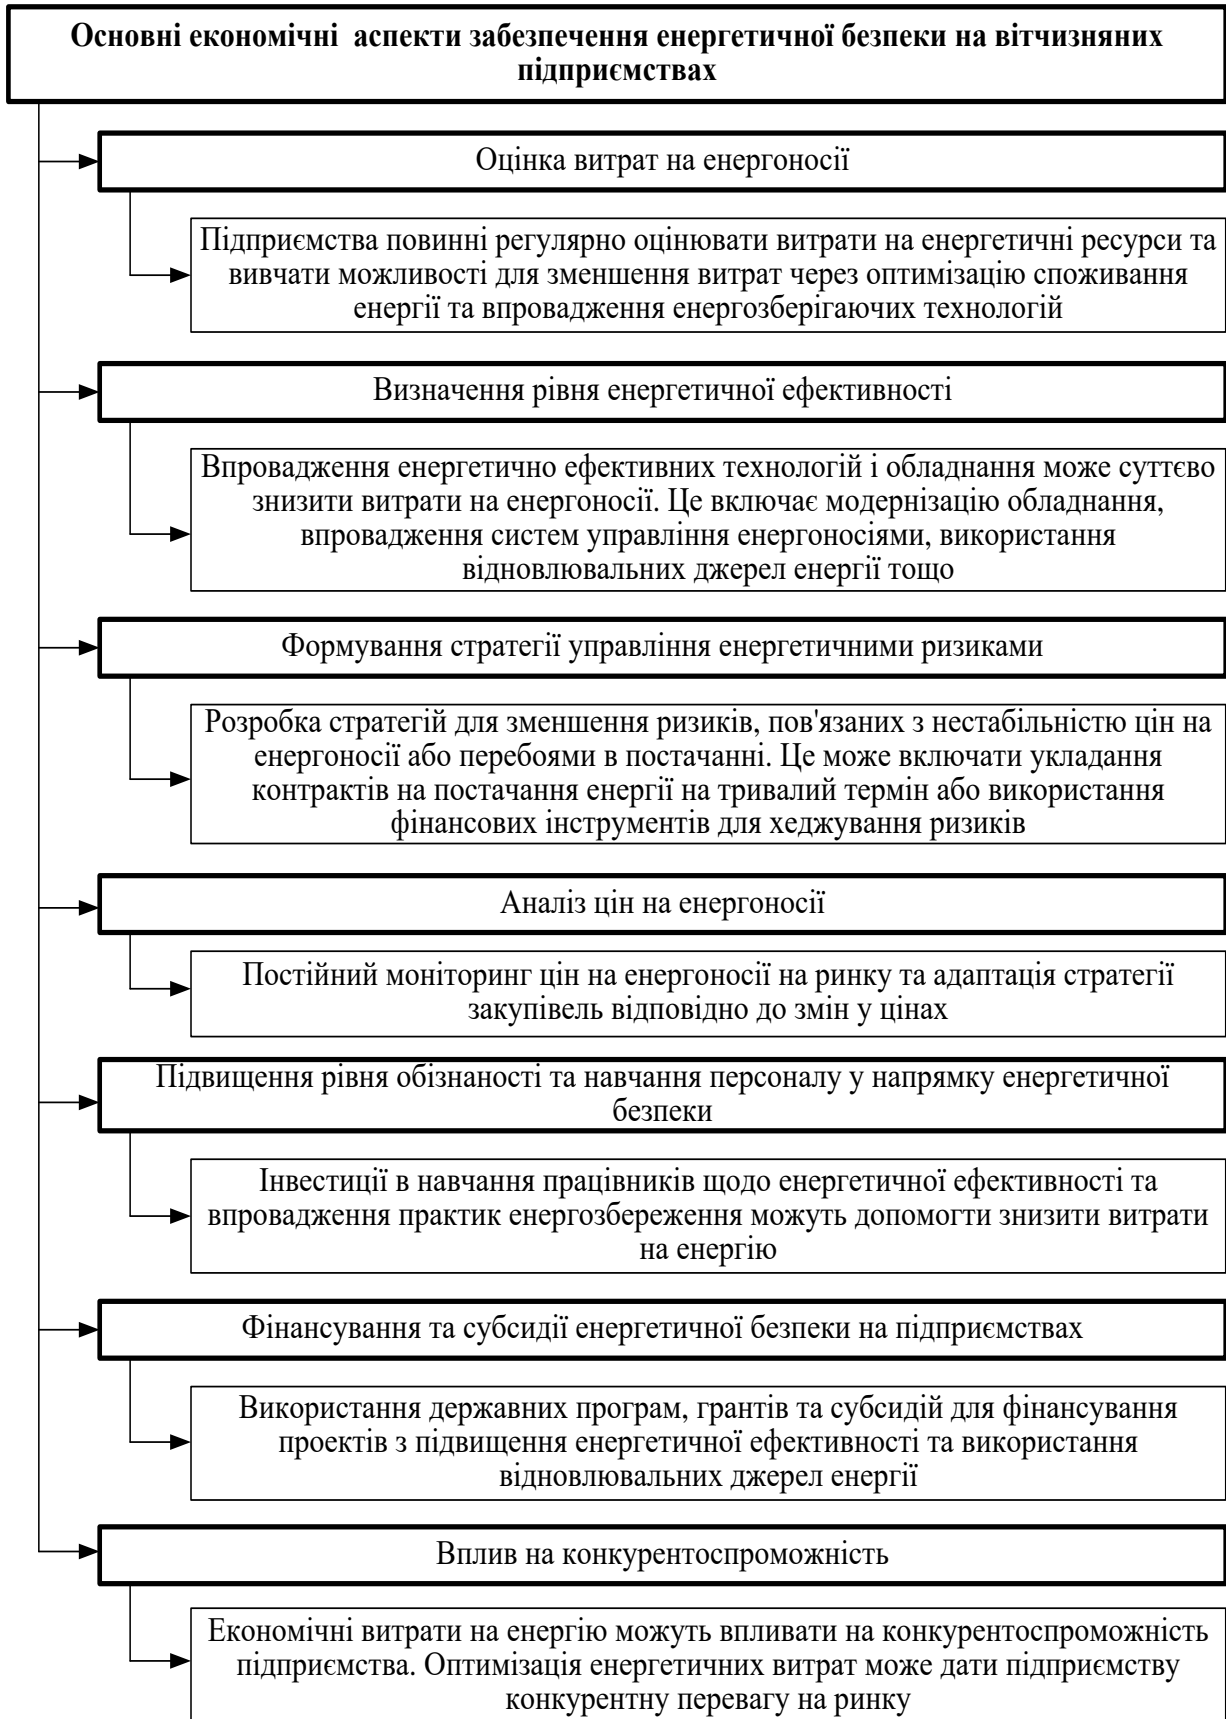 Основні економічні аспекти забезпечення енергетичної безпеки на вітчизняних
підприємствах
Оцінка витрат на енергоносії
Підприємства повинні регулярно оцінювати витрати на енергетичні ресурси та
вивчати можливості для зменшення витрат через оптимізацію споживання
енергії та впровадження енергозберігаючих технологій
Визначення рівня енергетичної ефективності
Впровадження енергетично ефективних технологій і обладнання може суттєво
знизити витрати на енергоносії. Це включає модернізацію обладнання,
впровадження систем управління енергоносіями, використання
відновлювальних джерел енергії тощо
Формування стратегії управління енергетичними ризиками
Розробка стратегій для зменшення ризиків, пов'язаних з нестабільністю цін на
енергоносії або перебоями в постачанні. Це може включати укладання
контрактів на постачання енергії на тривалий термін або використання
фінансових інструментів для хеджування ризиків
Аналіз цін на енергоносії
Постійний моніторинг цін на енергоносії на ринку та адаптація стратегії
закупівель відповідно до змін у цінах
Підвищення рівня обізнаності та навчання персоналу у напрямку енергетичної
безпеки
Інвестиції в навчання працівників щодо енергетичної ефективності та
впровадження практик енергозбереження можуть допомогти знизити витрати
на енергію
Фінансування та субсидії енергетичної безпеки на підприємствах
Використання державних програм, грантів та субсидій для фінансування
проектів з підвищення енергетичної ефективності та використання
відновлювальних джерел енергії
Вплив на конкурентоспроможність
Економічні витрати на енергію можуть впливати на конкурентоспроможність
підприємства. Оптимізація енергетичних витрат може дати підприємству
конкурентну перевагу на ринку